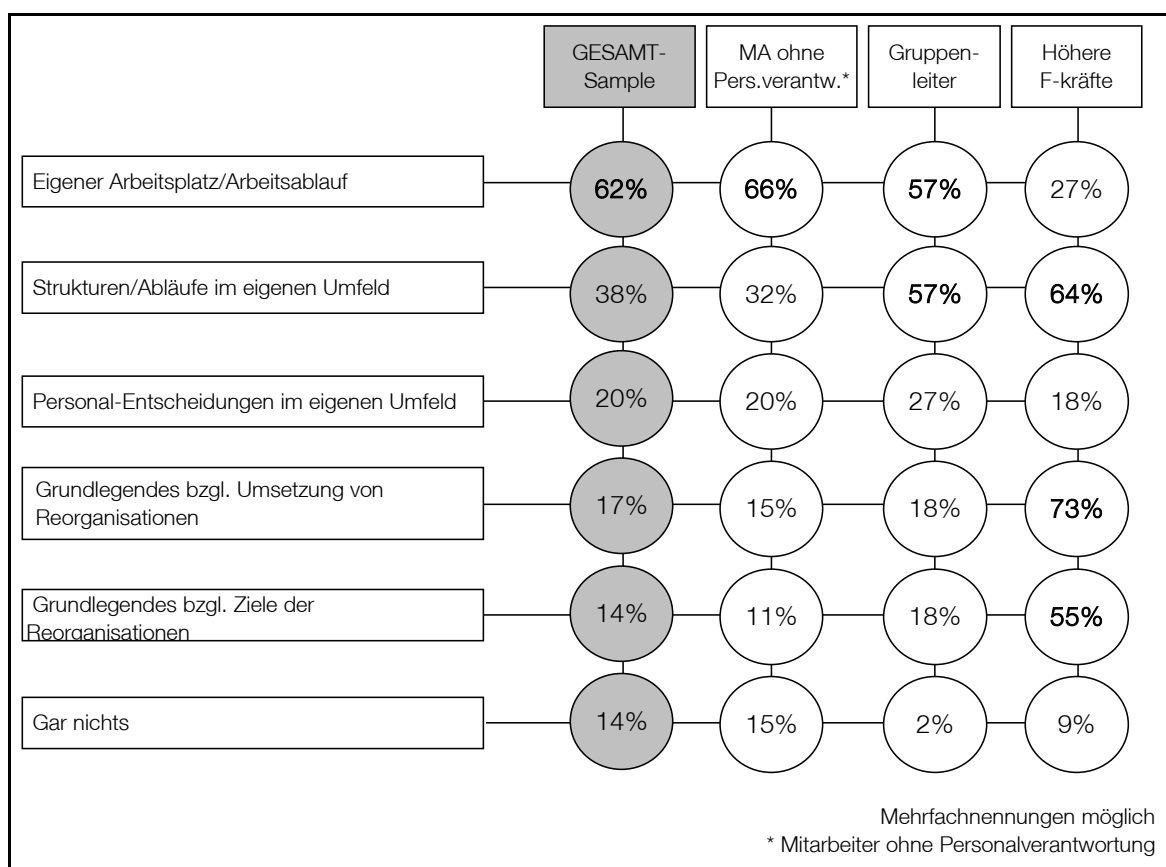 GESAMT-
Sample
MA ohne
Pers.verantw.*
Gruppen-
leiter
Höhere
F-kräfte
Eigener Arbeitsplatz/Arbeitsablauf
62%
66%
57%
27%
Strukturen/Abläufe im eigenen Umfeld
38%
32%
57%
64%
Personal-Entscheidungen im eigenen Umfeld
20%
20%
27%
18%
Grundlegendes bzgl. Umsetzung von
Reorganisationen
17%
15%
18%
73%
Grundlegendes bzgl. Ziele der
Reorganisationen
14%
11%
18%
55%
Gar nichts
14%
15%
2%
9%
Mehrfachnennungen möglich
* Mitarbeiter ohne Personalverantwortung